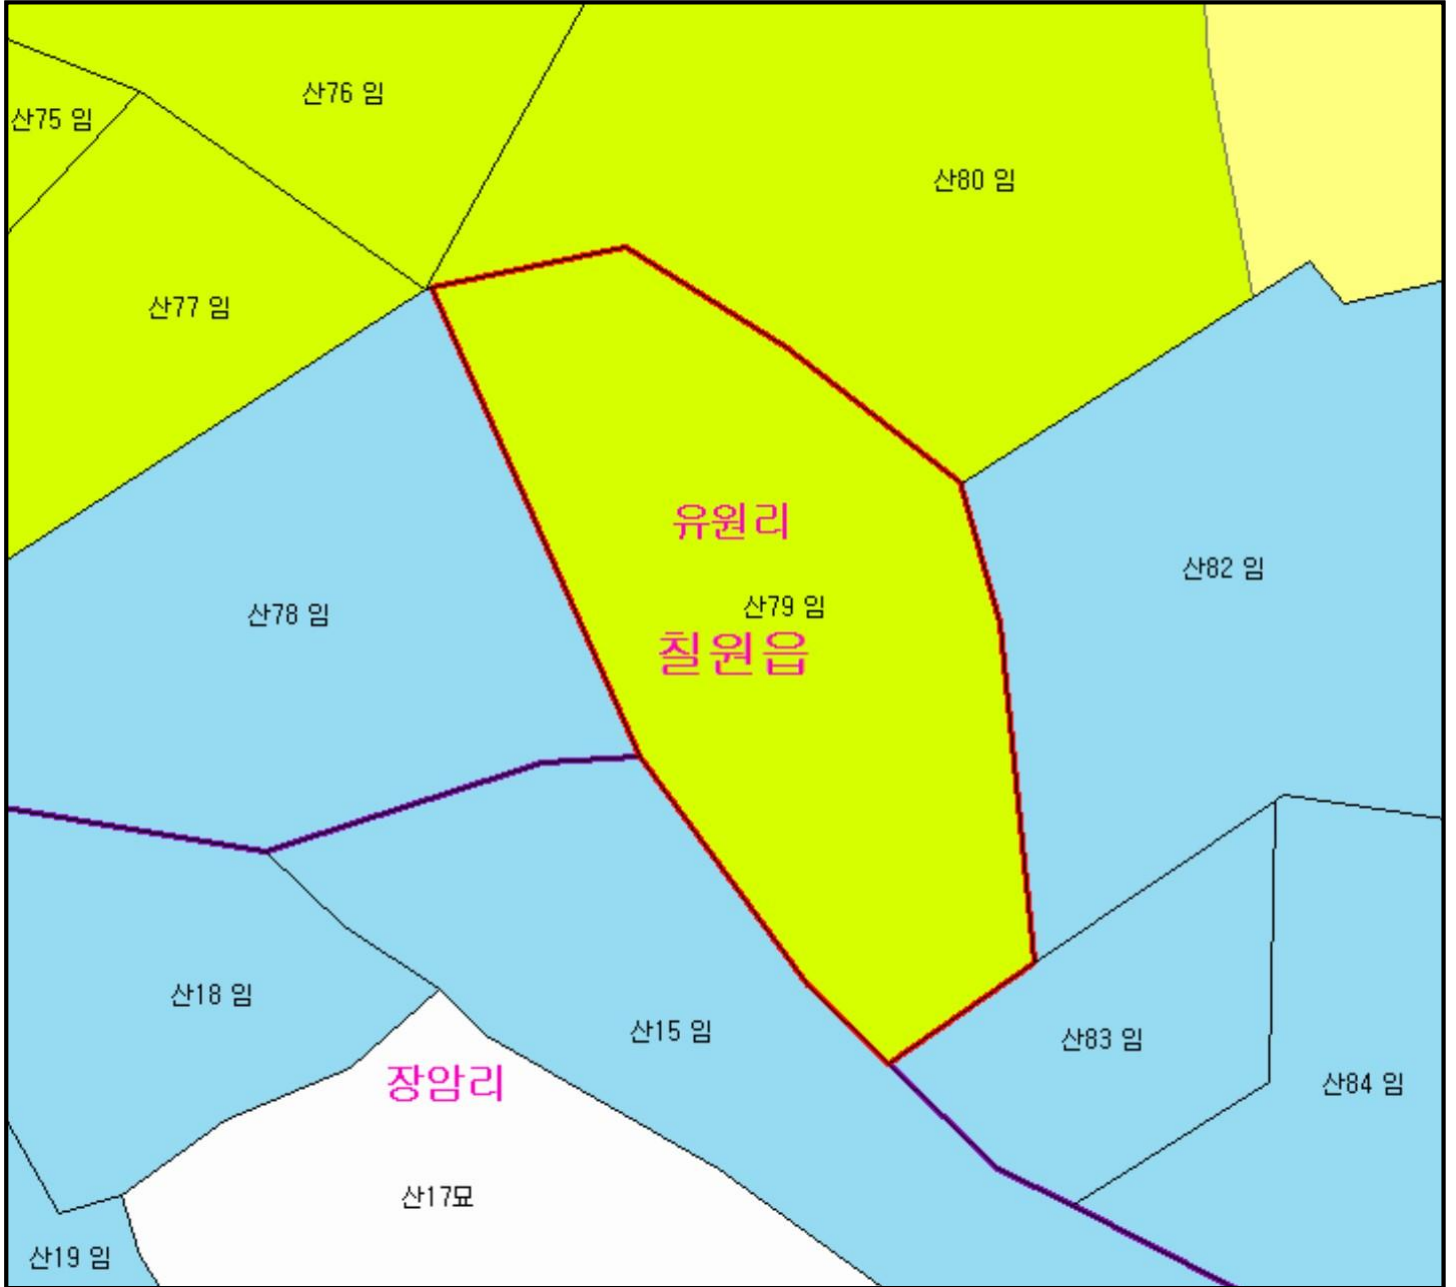 산76 임
산75 임
산80 임
산77 임
유원리
산82 임
산79 임
산78 임
칠원읍
산18 임
산15 임
산83 임
장암리
산84 임
산17묘
산19 임